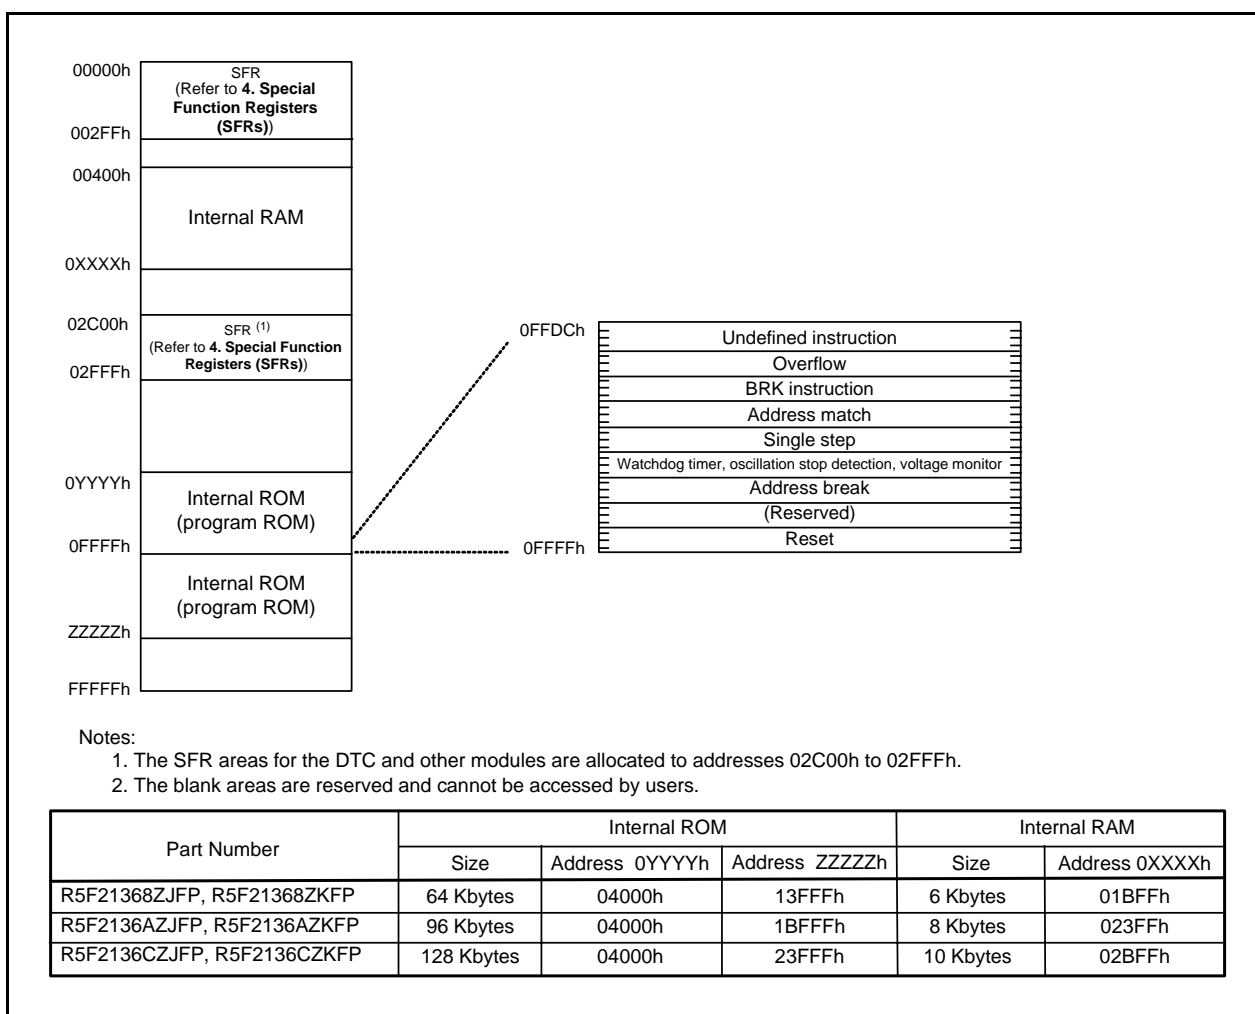 00000h
SFR
(Refer to 4. Special
Function Registers
(SFRs))
002FFh
00400h
Internal RAM
0XXXXh
02C00h
SFR (1)
(Refer to 4. Special Function
Registers (SFRs))
02FFFh
0YYYYh
Internal ROM
(program ROM)
0FFFFh
Internal ROM
(program ROM)
ZZZZZh
FFFFFh
0FFDCh
Undefined instruction
Overflow
BRK instruction
Address match
Single step
Watchdog timer, oscillation stop detection, voltage monitor
Address break
(Reserved)
0FFFFh
Reset
Notes:
1. The SFR areas for the DTC and other modules are allocated to addresses 02C00h to 02FFFh.
2. The blank areas are reserved and cannot be accessed by users.
Part Number Internal ROM Internal RAM
Size Address 0YYYYh Address ZZZZZh Size Address 0XXXXh
R5F21368ZJFP, R5F21368ZKFP 64 Kbytes 04000h 13FFFh 6 Kbytes 01BFFh
R5F2136AZJFP, R5F2136AZKFP 96 Kbytes 04000h 1BFFFh 8 Kbytes 023FFh
R5F2136CZJFP, R5F2136CZKFP 128 Kbytes 04000h 23FFFh 10 Kbytes 02BFFh